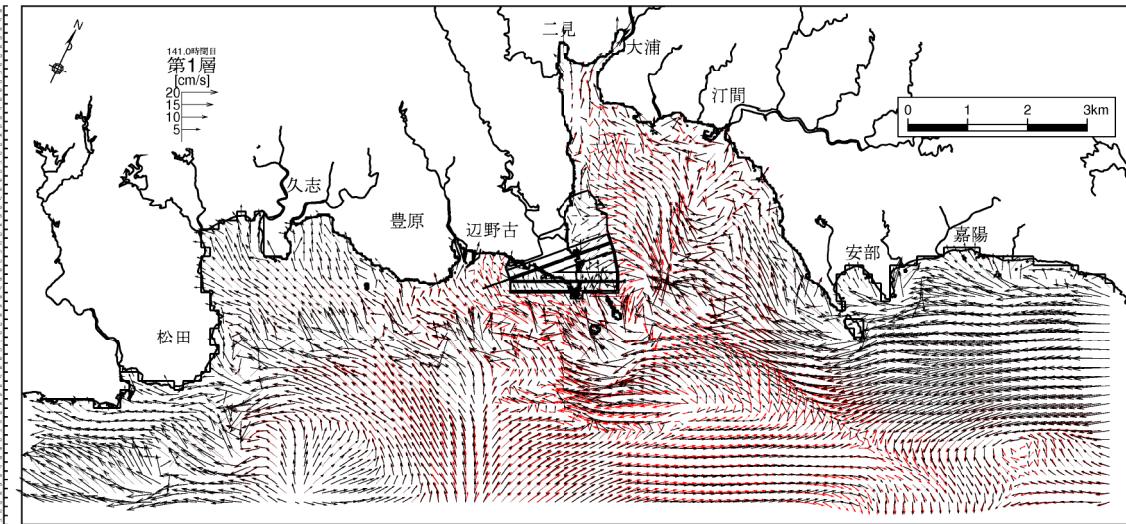 N
141.0時間目
第1層
[cm/s]
20
15
10
5
二見
大浦
汀間
0 1 2 3km
久志
豊原
辺野古
安部
嘉陽
松田